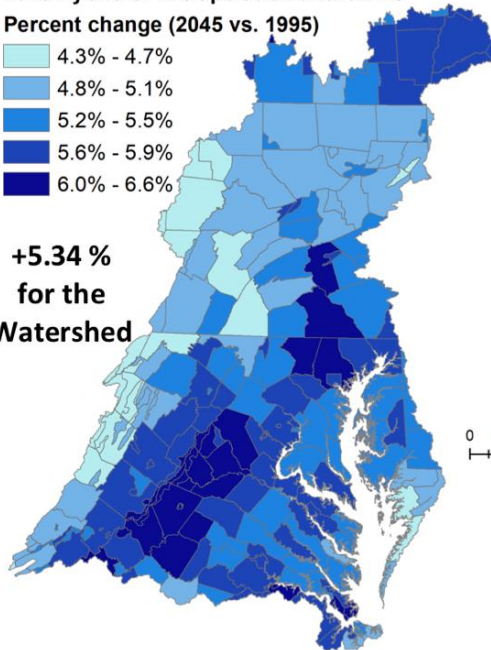 Percent change (2045 vs. 1995)
4.3% - 4.7%
4.8% - 5.1%
5.2% - 5.5%
5.6% - 5.9%
6.0% - 6.6%
+5.34 %
for the
Watershed
0